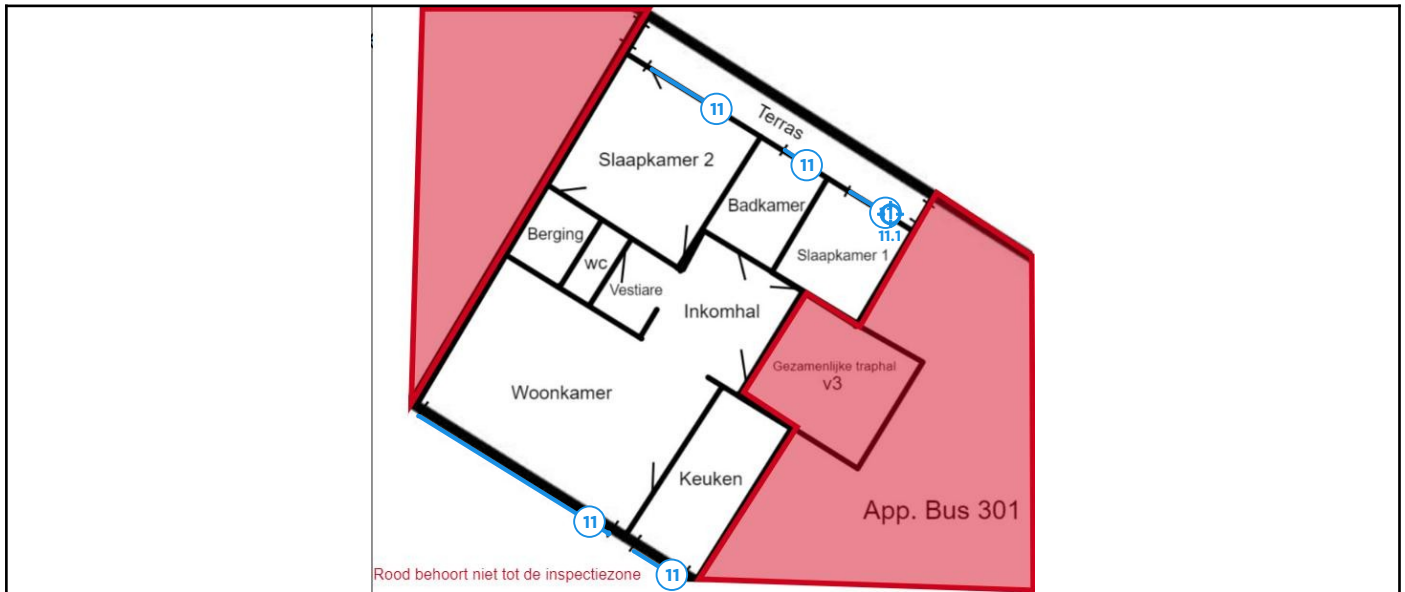 11
Terras
Slaapkamer 2
11
Badkamer
11.1
Slaapkamer 1
Berging
wc
Vestiare
Inkomhal
Gezamenlijke traphal
v3
Woonkamer
Keuken
App. Bus 301
11
11
Rood behoort niet tot de inspectiezone